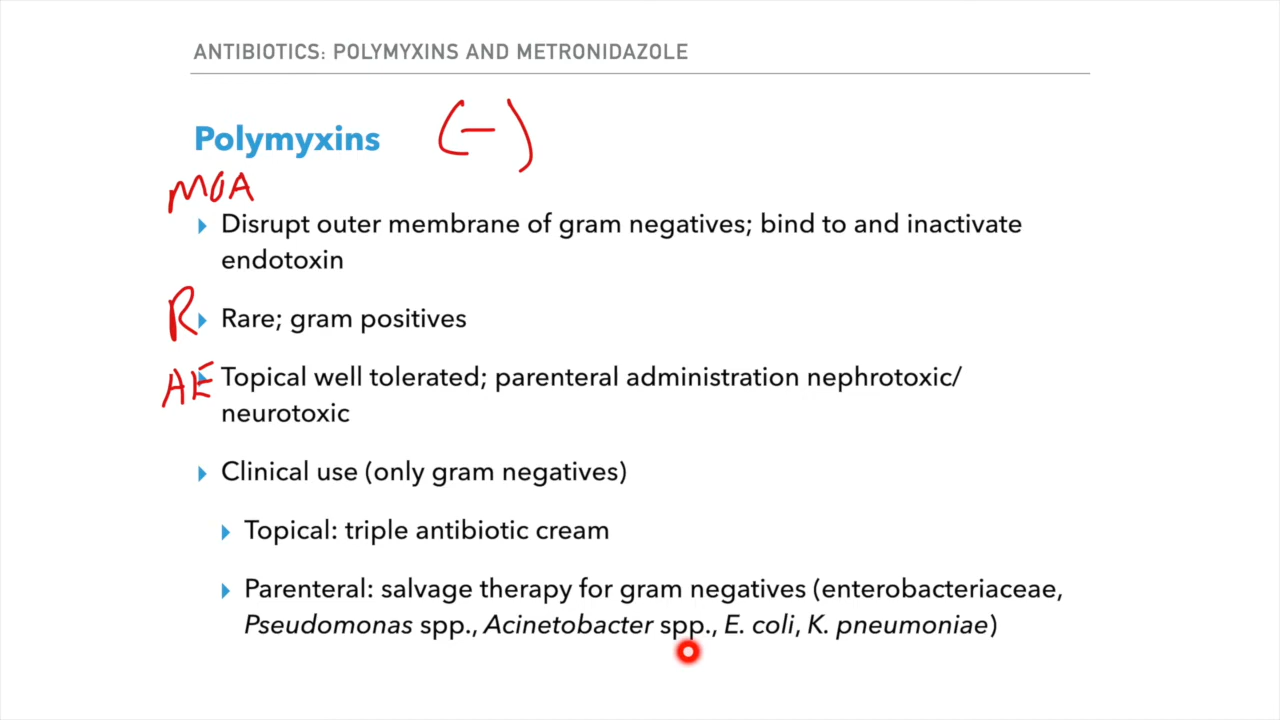 ANTIBIOTICS: POLYMYXINS AND METRONIDAZOLE
Polymyxins (-)
MOA
Disrupt outer membrane of gram negatives; bind to and inactivate
endotoxin
R Rare; gram positives
AE Topical well tolerated; parenteral administration nephrotoxic/
neurotoxic
Clinical use (only gram negatives)
Topical: triple antibiotic cream
Parenteral: salvage therapy for gram negatives (enterobacteriaceae,
Pseudomonas spp., Acinetobacter spp., E. coli, K. pneumoniae)